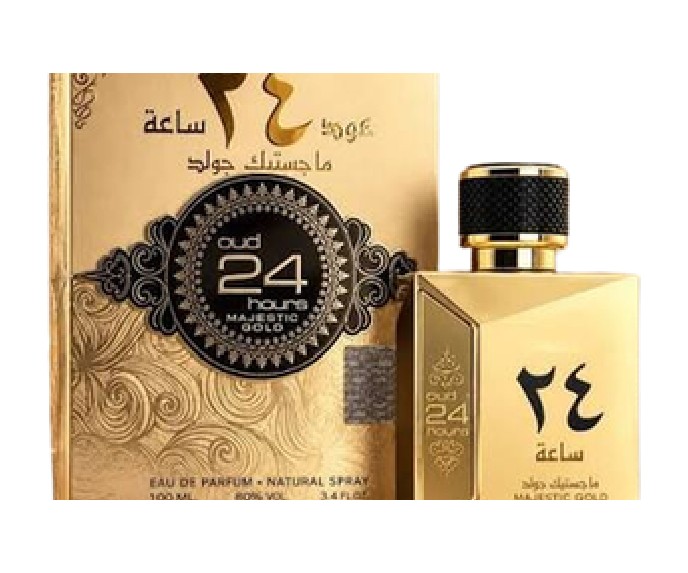 عود ٢٤ ساعة
ماجستيك جولد
oud
24
hours
MAJESTIC
GOLD
EAU DE PARFUM • NATURAL SPRAY
100 ML. 80% VOL. 3.4 FL.OZ.
oud
24
hours
٢٤
ساعة
ماجستيك جولد
MAJESTIC GOLD